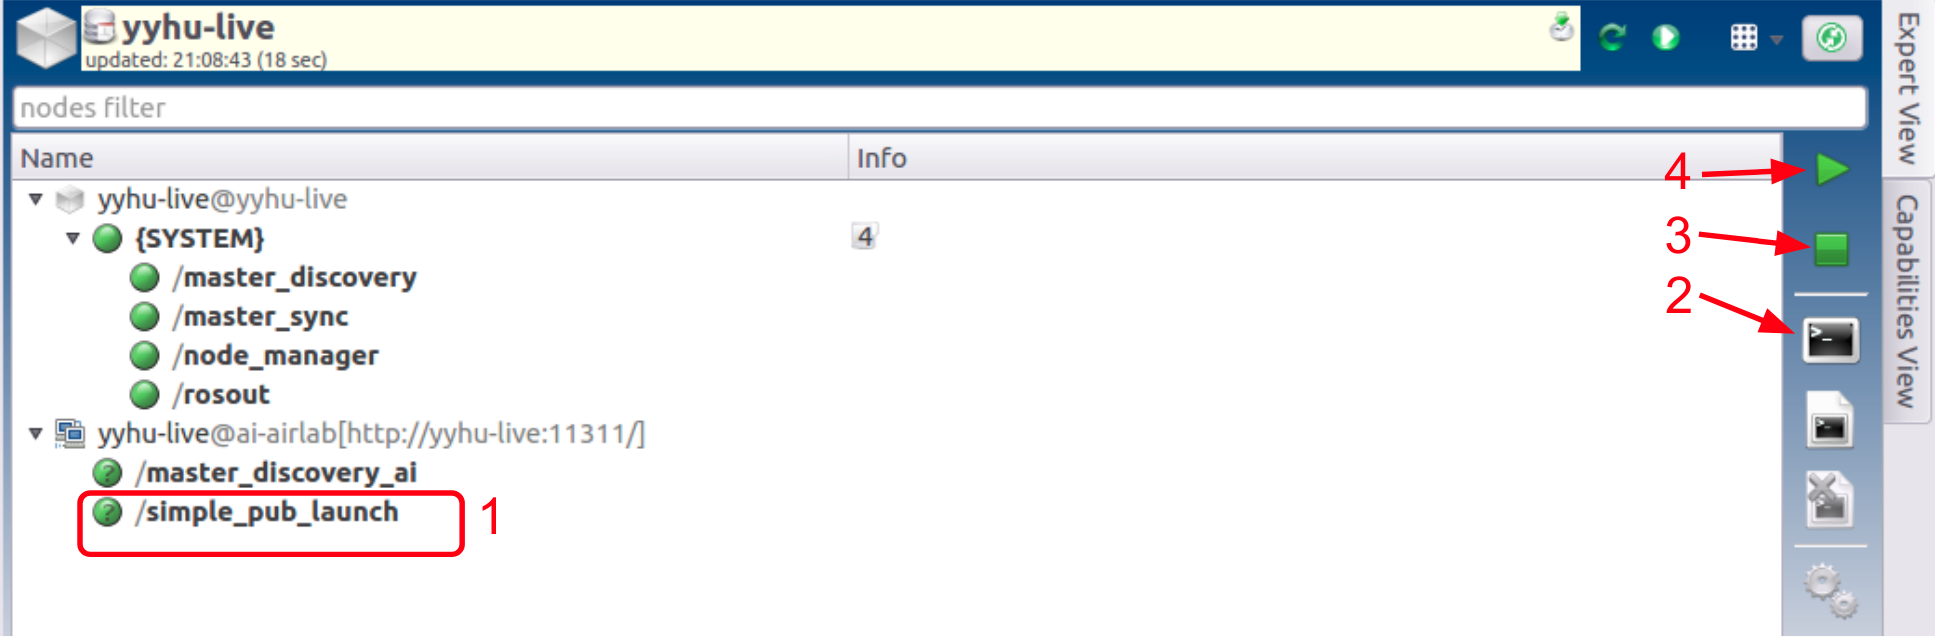 yyhu-live
updated: 21:08:43 (18 sec)
nodes filter
Name Info
yyhu-live@yyhu-live
{SYSTEM} 4
/master_discovery
/master_sync
/node_manager
/rosout
yyhu-live@ai-airlab[http://yyhu-live:11311/]
/master_discovery_ai
/simple_pub_launch 1
4
3
2
Expert View
Capabilities View